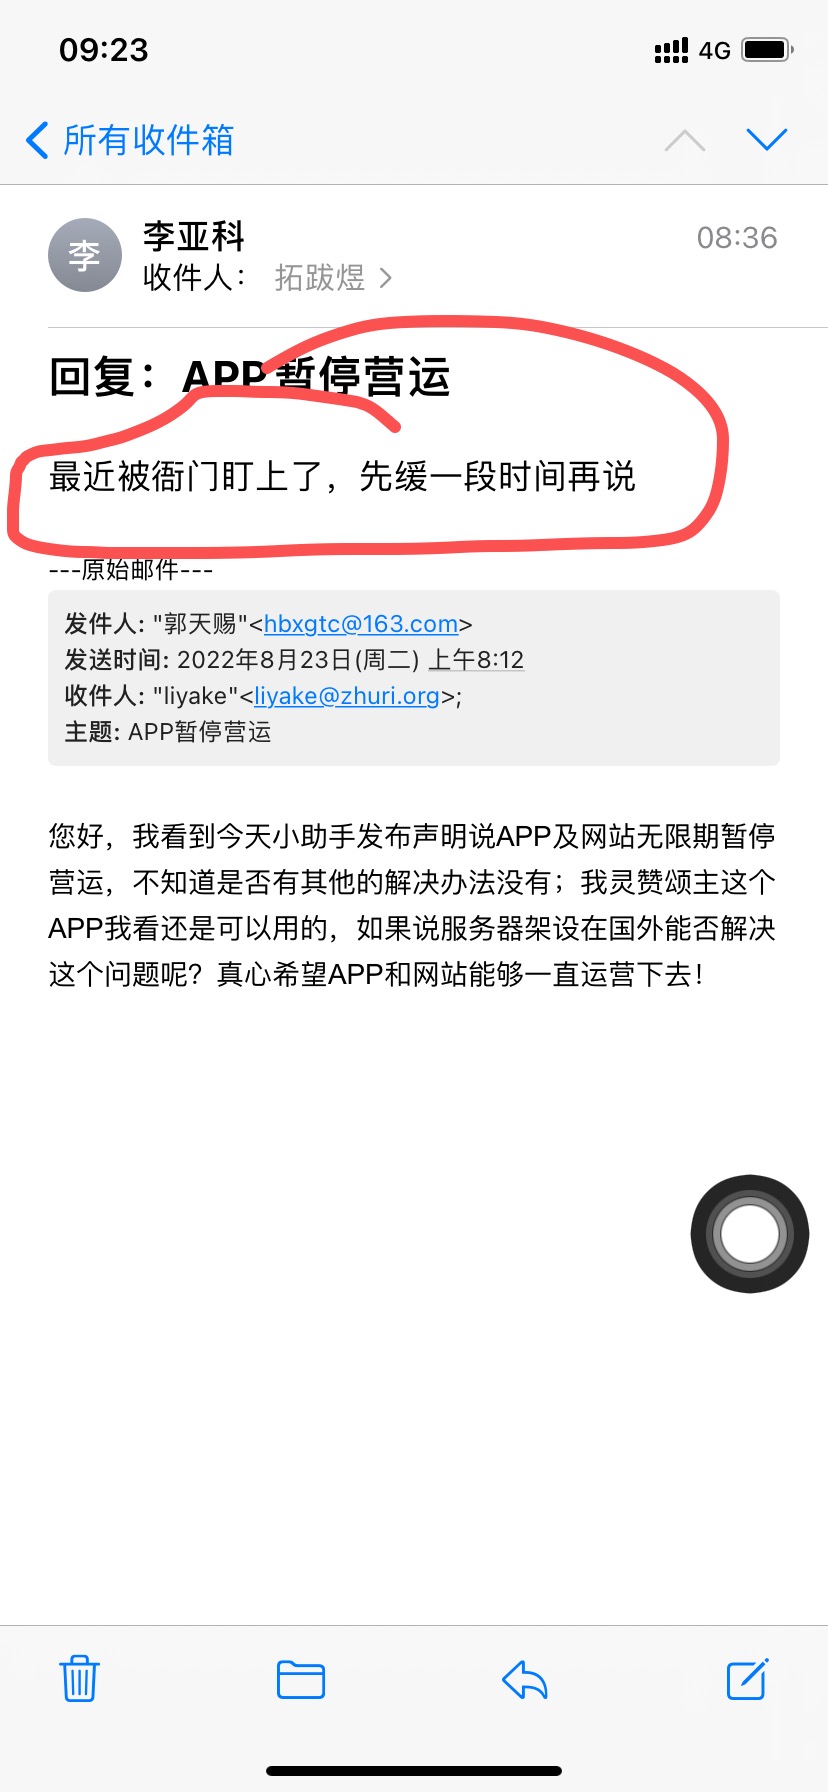 09:23 4G
所有收件箱
李 李亚科 08:36
收件人： 拓跋煜
回复：APP暂停营运
最近被衙门盯上了，先缓一段时间再说
---原始邮件---
发件人: "郭天赐"<hbxgtc@163.com>
发送时间: 2022年8月23日(周二) 上午8:12
收件人: "liyake"<liyake@zhuri.org>;
主题: APP暂停营运
您好，我看到今天小助手发布声明说APP及网站无限期暂停
营运，不知道是否有其他的解决办法没有；我灵赞颂主这个
APP我看还是可以用的，如果说服务器架设在国外能否解决
这个问题呢？真心希望APP和网站能够一直运营下去！